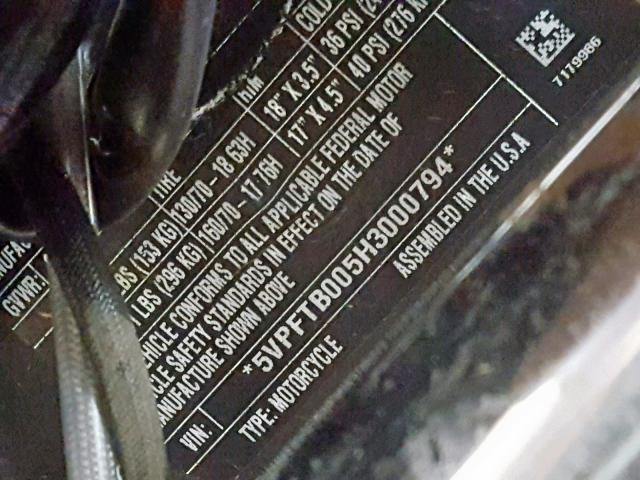 GVWR:
TIRE RIM COLD
LBS (153 KG) 130/70 - 18 63H 18" X 3.5" 36 PSI
LBS (296 KG) 160/70 - 17 76H 17" X 4.5" 40 PSI (276 K
VEHICLE CONFORMS TO ALL APPLICABLE FEDERAL MOTOR
CLE SAFETY STANDARDS IN EFFECT ON THE DATE OF
MANUFACTURE SHOWN ABOVE
VIN: *5VPFTB005H3000794*
TYPE: MOTORCYCLE ASSEMBLED IN THE U.S.A
7179986